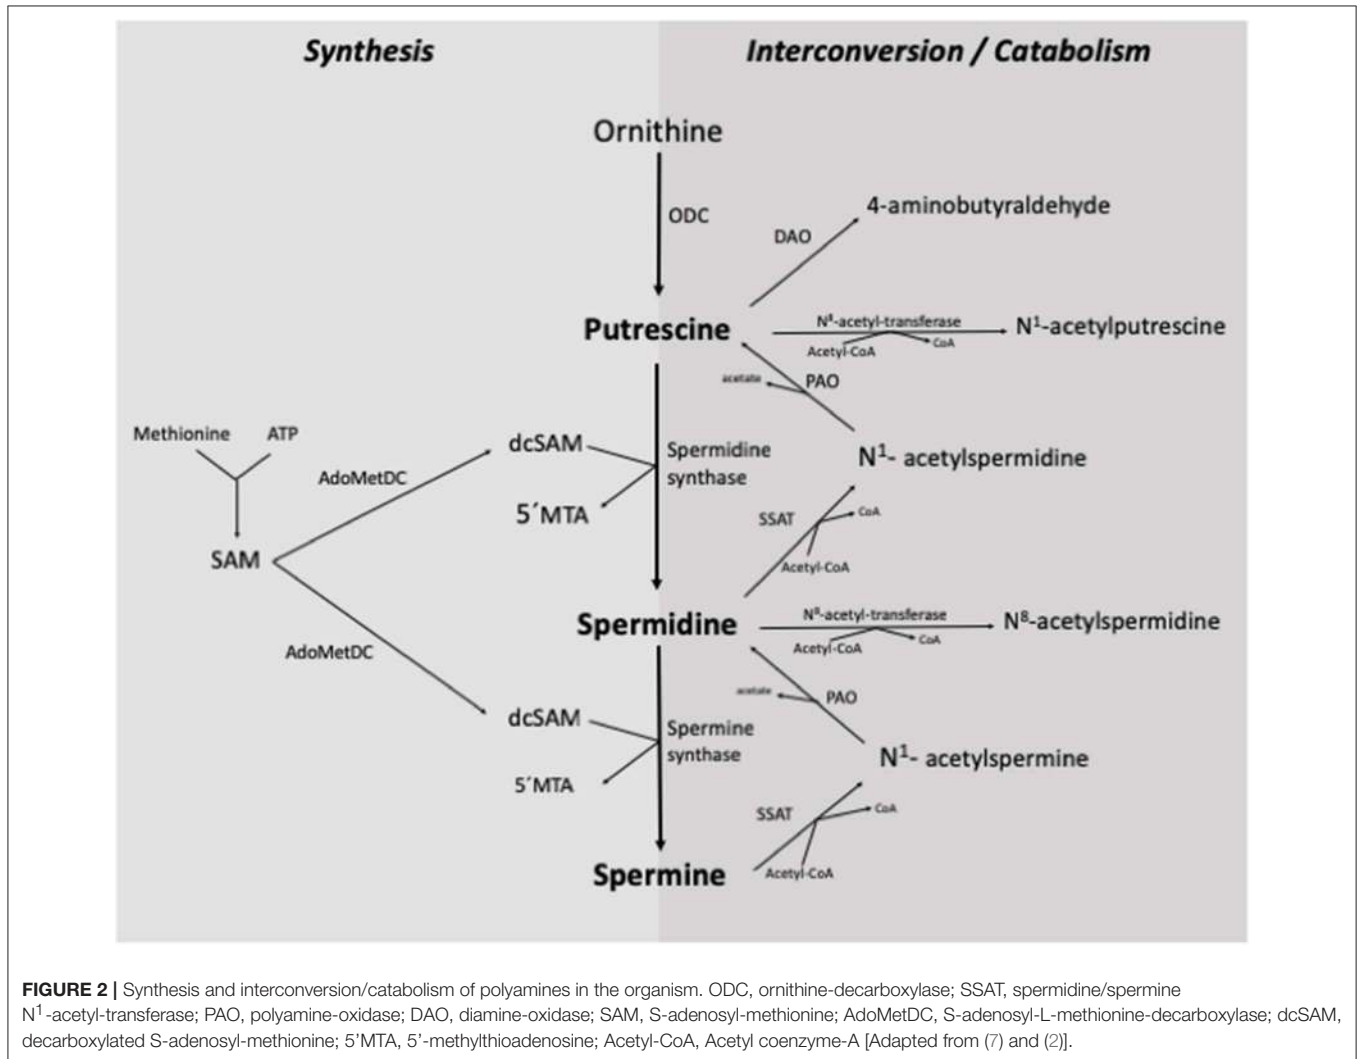 Synthesis
Interconversion / Catabolism
Ornithine
ODC
4-aminobutyraldehyde
DAO
Putrescine
N⁸-acetyl-transferase
N¹-acetylputrescine
Acetyl-CoA
CoA
acetate
PAO
Methionine
ATP
AdoMetDC
dcSAM
Spermidine
synthase
N¹- acetylspermidine
5´MTA
SSAT
CoA
SAM
Acetyl-CoA
Spermidine
N⁸-acetyl-transferase
N⁸-acetylspermidine
Acetyl-CoA
CoA
AdoMetDC
acetate
PAO
dcSAM
Spermine
synthase
N¹- acetylspermine
5´MTA
SSAT
CoA
Spermine
Acetyl-CoA
FIGURE 2 | Synthesis and interconversion/catabolism of polyamines in the organism. ODC, ornithine-decarboxylase; SSAT, spermidine/spermine
N¹-acetyl-transferase; PAO, polyamine-oxidase; DAO, diamine-oxidase; SAM, S-adenosyl-methionine; AdoMetDC, S-adenosyl-L-methionine-decarboxylase; dcSAM,
decarboxylated S-adenosyl-methionine; 5'MTA, 5'-methylthioadenosine; Acetyl-CoA, Acetyl coenzyme-A [Adapted from (7) and (2)].